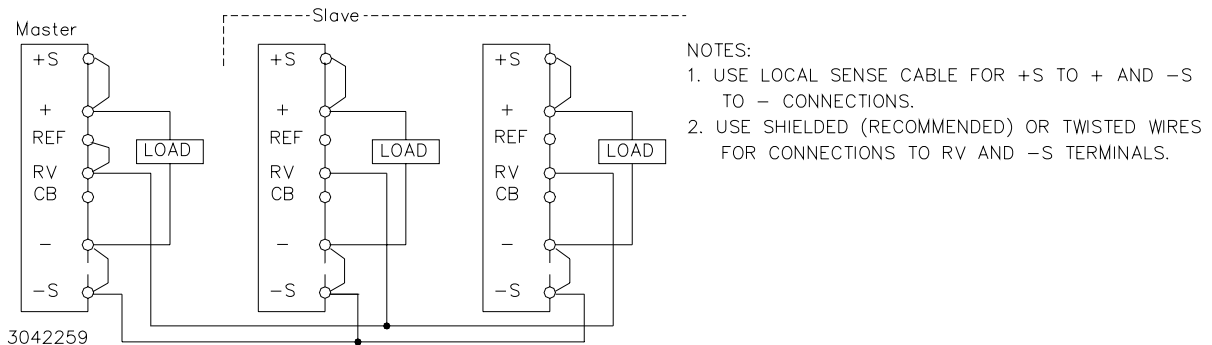 Slave
Master
+S
+
REF
RV
CB
−
−S
LOAD
+S
+
REF
RV
CB
−
−S
LOAD
+S
+
REF
RV
CB
−
−S
LOAD
3042259
NOTES:
1. USE LOCAL SENSE CABLE FOR +S TO + AND −S
TO − CONNECTIONS.
2. USE SHIELDED (RECOMMENDED) OR TWISTED WIRES
FOR CONNECTIONS TO RV AND −S TERMINALS.